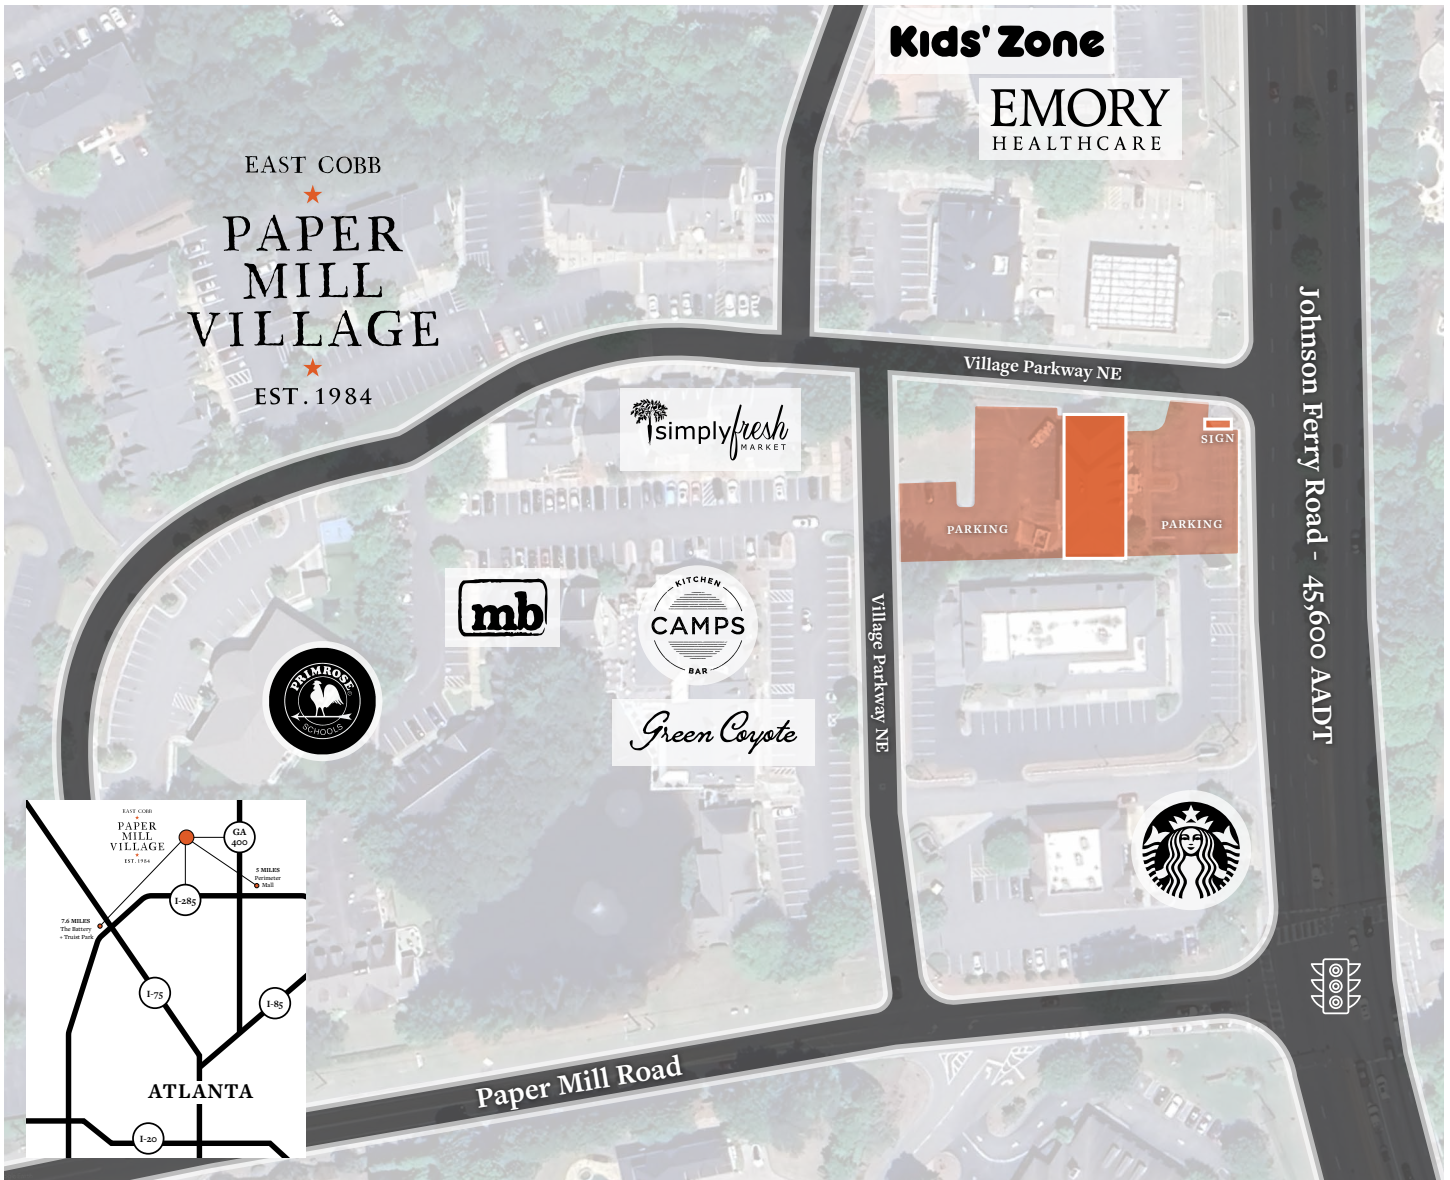 Kids' Zone
EMORY
HEALTHCARE
EAST COBB
PAPER
MILL
VILLAGE
EST. 1984
Village Parkway NE
Johnson Ferry Road - 45,600 AADT
simplyfresh
MARKET
SIGN
PARKING
PARKING
mb
KITCHEN
CAMPS
BAR
Village Parkway NE
PRIMROSE
SCHOOLS
Green Coyote
EAST COBB
PAPER
MILL
VILLAGE
EST. 1984
GA
400
5 MILES
Perimeter
Mall
I-285
7.6 MILES
The Battery
+ Truist Park
I-75
I-85
ATLANTA
I-20
Paper Mill Road